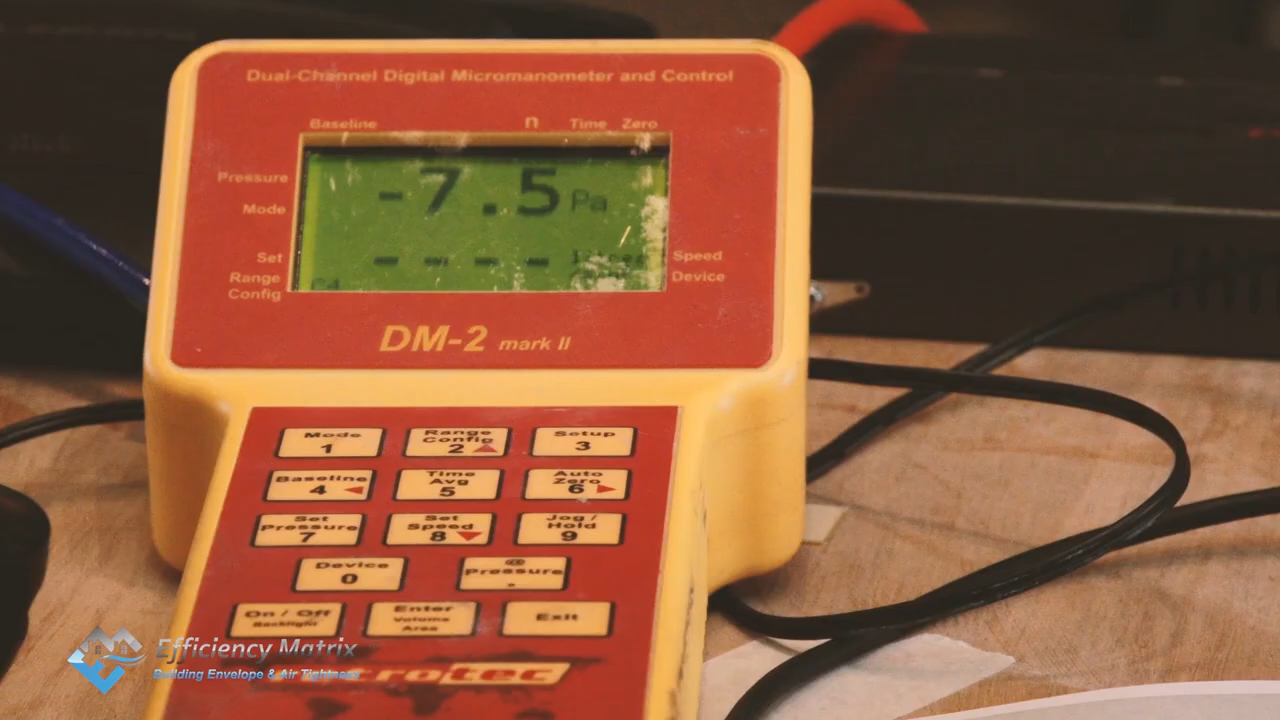 Dual-Channel Digital Micromanometer and Control
Baseline n Time Zero
Pressure
Mode
-7.5 Pa
Set
Range
Config
- - - -
C4
Speed
Device
DM-2 mark II
Mode
1
Range
Config
2
Setup
3
Baseline
4
Time
Avg
5
Auto
Zero
6
Set
Pressure
7
Set
Speed
8
Jog /
Hold
9
Device
0
@
Pressure
.
On / Off
Backlight
Enter
Volume
Area
Exit
Efficiency Matrix
Building Envelope & Air Tightness